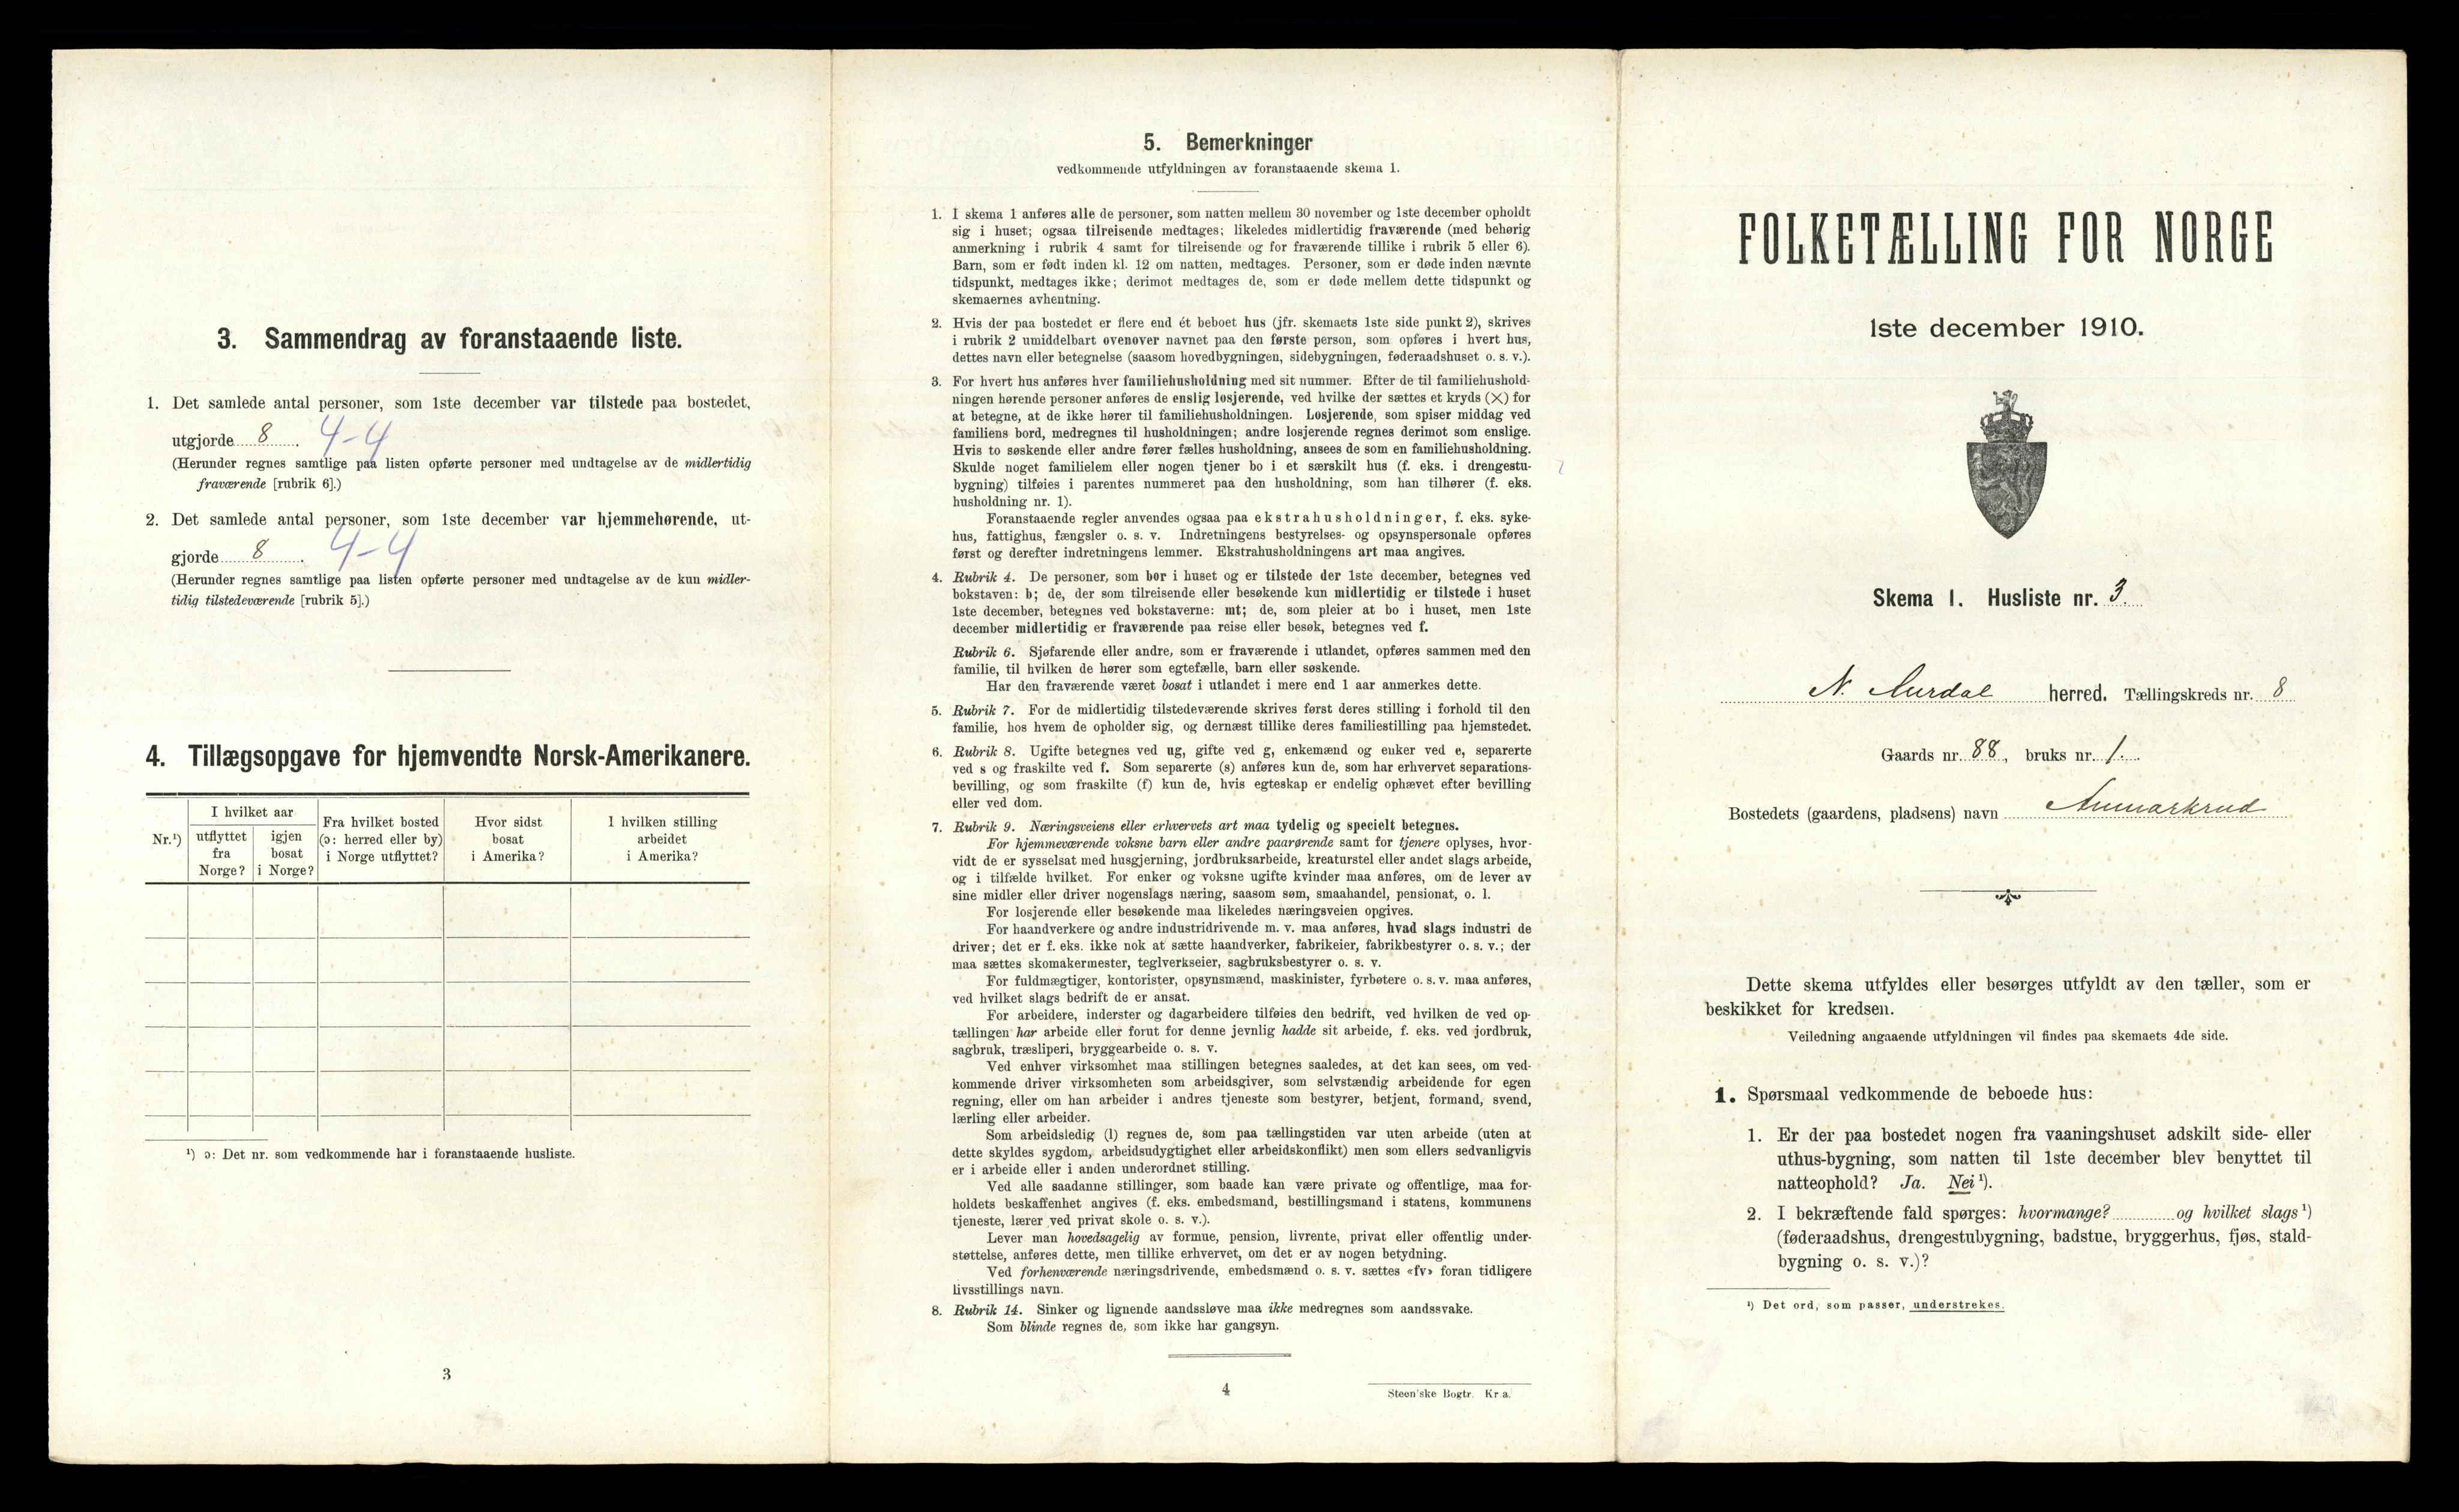 3. Sammendrag av foranstaaende liste.
1. Det samlede antal personer, som 1ste december var tilstede paa bostedet,
utgjorde 8. 4-4
(Herunder regnes samtlige paa listen opførte personer med undtagelse av de midlertidig
fraværende [rubrik 6].)
2. Det samlede antal personer, som 1ste december var hjemmehørende, ut-
gjorde 8. 4-4
(Herunder regnes samtlige paa listen opførte personer med undtagelse av de kun midler-
tidig tilstedeværende [rubrik 5].)
4. Tillægsopgave for hjemvendte Norsk-Amerikanere.
Nr.¹)
I hvilket aar
utflyttet
fra
Norge?
igjen
bosat
i Norge?
Fra hvilket bosted
(ɔ: herred eller by)
i Norge utflyttet?
Hvor sidst
bosat
i Amerika?
I hvilken stilling
arbeidet
i Amerika?
¹) ɔ: Det nr. som vedkommende har i foranstaaende husliste.
3
5. Bemerkninger
vedkommende utfyldningen av foranstaaende skema 1.
1. I skema 1 anføres alle de personer, som natten mellem 30 november og 1ste december opholdt
sig i huset; ogsaa tilreisende medtages; likeledes midlertidig fraværende (med behørig
anmerkning i rubrik 4 samt for tilreisende og for fraværende tillike i rubrik 5 eller 6).
Barn, som er født inden kl. 12 om natten, medtages. Personer, som er døde inden nævnte
tidspunkt, medtages ikke; derimot medtages de, som er døde mellem dette tidspunkt og
skemaernes avhentning.
2. Hvis der paa bostedet er flere end ét beboet hus (jfr. skemaets 1ste side punkt 2), skrives
i rubrik 2 umiddelbart ovenover navnet paa den første person, som opføres i hvert hus,
dettes navn eller betegnelse (saasom hovedbygningen, sidebygningen, føderaadshuset o. s. v.).
3. For hvert hus anføres hver familiehusholdning med sit nummer. Efter de til familiehushold-
ningen hørende personer anføres de enslig losjerende, ved hvilke der sættes et kryds (×) for
at betegne, at de ikke hører til familiehusholdningen. Losjerende, som spiser middag ved
familiens bord, medregnes til husholdningen; andre losjerende regnes derimot som enslige.
Hvis to søskende eller andre fører fælles husholdning, ansees de som en familiehusholdning.
Skulde noget familielem eller nogen tjener bo i et særskilt hus (f. eks. i drengestu-
bygning) tilføies i parentes nummeret paa den husholdning, som han tilhører (f. eks.
husholdning nr. 1).
Foranstaaende regler anvendes ogsaa paa ekstrahusholdninger, f. eks. syke-
hus, fattighus, fængsler o. s. v. Indretningens bestyrelses- og opsynspersonale opføres
først og derefter indretningens lemmer. Ekstrahusholdningens art maa angives.
4. Rubrik 4. De personer, som bor i huset og er tilstede der 1ste december, betegnes ved
bokstaven: b; de, der som tilreisende eller besøkende kun midlertidig er tilstede i huset
1ste december, betegnes ved bokstaverne: mt; de, som pleier at bo i huset, men 1ste
december midlertidig er fraværende paa reise eller besøk, betegnes ved f.
Rubrik 6. Sjøfarende eller andre, som er fraværende i utlandet, opføres sammen med den
familie, til hvilken de hører som egtefælle, barn eller søskende.
Har den fraværende været bosat i utlandet i mere end 1 aar anmerkes dette.
5. Rubrik 7. For de midlertidig tilstedeværende skrives først deres stilling i forhold til den
familie, hos hvem de opholder sig, og dernæst tillike deres familiestilling paa hjemstedet.
6. Rubrik 8. Ugifte betegnes ved ug, gifte ved g, enkemænd og enker ved e, separerte
ved s og fraskilte ved f. Som separerte (s) anføres kun de, som har erhvervet separations-
bevilling, og som fraskilte (f) kun de, hvis egteskap er endelig ophævet efter bevilling
eller ved dom.
7. Rubrik 9. Næringsveiens eller erhvervets art maa tydelig og specielt betegnes.
For hjemmeværende voksne barn eller andre paarørende samt for tjenere oplyses, hvor-
vidt de er sysselsat med husgjerning, jordbruksarbeide, kreaturstel eller andet slags arbeide,
og i tilfælde hvilket. For enker og voksne ugifte kvinder maa anføres, om de lever av
sine midler eller driver nogenslags næring, saasom søm, smaahandel, pensionat, o. l.
For losjerende eller besøkende maa likeledes næringsveien opgives.
For haandverkere og andre industridrivende m. v. maa anføres, hvad slags industri de
driver; det er f. eks. ikke nok at sætte haandverker, fabrikeier, fabrikbestyrer o. s. v.; der
maa sættes skomakermester, teglverkseier, sagbruksbestyrer o. s. v.
For fuldmægtiger, kontorister, opsynsmænd, maskinister, fyrbøtere o. s. v. maa anføres,
ved hvilket slags bedrift de er ansat.
For arbeidere, inderster og dagarbeidere tilføies den bedrift, ved hvilken de ved op-
tællingen har arbeide eller forut for denne jevnlig hadde sit arbeide, f. eks. ved jordbruk,
sagbruk, træsliperi, bryggearbeide o. s. v.
Ved enhver virksomhet maa stillingen betegnes saaledes, at det kan sees, om ved-
kommende driver virksomheten som arbeidsgiver, som selvstændig arbeidende for egen
regning, eller om han arbeider i andres tjeneste som bestyrer, betjent, formand, svend,
lærling eller arbeider.
Som arbeidsledig (l) regnes de, som paa tællingstiden var uten arbeide (uten at
dette skyldes sygdom, arbeidsudygtighet eller arbeidskonflikt) men som ellers sedvanligvis
er i arbeide eller i anden underordnet stilling.
Ved alle saadanne stillinger, som baade kan være private og offentlige, maa for-
holdets beskaffenhet angives (f. eks. embedsmand, bestillingsmand i statens, kommunens
tjeneste, lærer ved privat skole o. s. v.).
Lever man hovedsagelig av formue, pension, livrente, privat eller offentlig under-
støttelse, anføres dette, men tillike erhvervet, om det er av nogen betydning.
Ved forhenværende næringsdrivende, embedsmænd o. s. v. sættes «fv» foran tidligere
livsstillings navn.
8. Rubrik 14. Sinker og lignende aandssløve maa ikke medregnes som aandssvake.
Som blinde regnes de, som ikke har gangsyn.
4
Steen'ske Bogtr. Kr.a.
FOLKETÆLLING FOR NORGE
1ste december 1910.
Skema 1. Husliste nr. 3.
N. Aurdal herred. Tællingskreds nr. 8
Gaards nr. 88, bruks nr. 1.
Bostedets (gaardens, pladsens) navn Aunmarkrud
Dette skema utfyldes eller besørges utfyldt av den tæller, som er
beskikket for kredsen.
Veiledning angaaende utfyldningen vil findes paa skemaets 4de side.
1. Spørsmaal vedkommende de beboede hus:
1. Er der paa bostedet nogen fra vaaningshuset adskilt side- eller
uthus-bygning, som natten til 1ste december blev benyttet til
natteophold? Ja. Nei ¹).
2. I bekræftende fald spørges: hvormange? og hvilket slags ¹)
(føderaadshus, drengestubygning, badstue, bryggerhus, fjøs, stald-
bygning o. s. v.)?
¹) Det ord, som passer, understrekes.